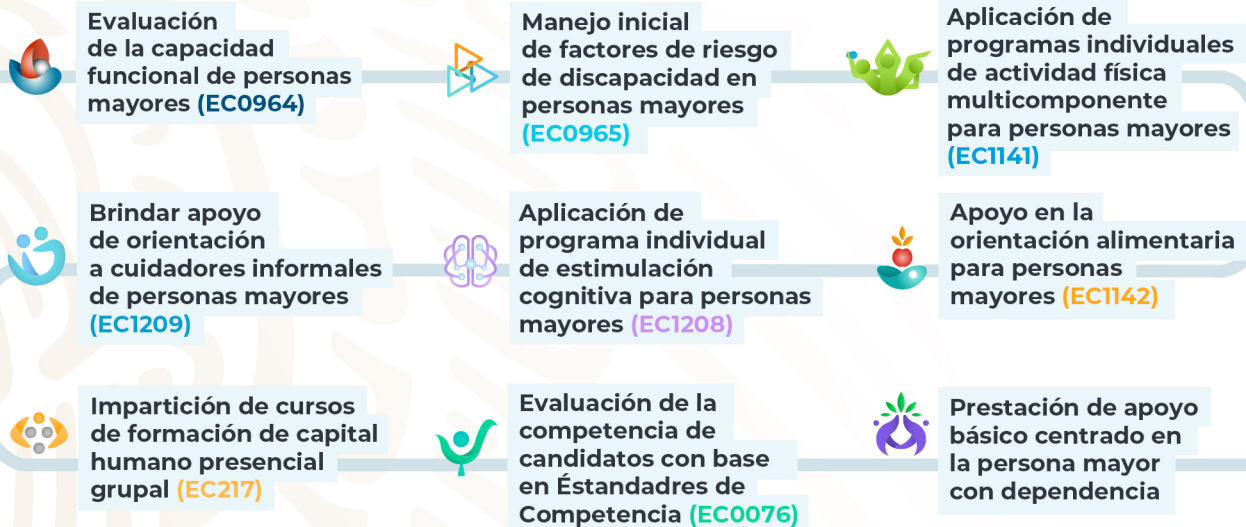 Evaluación
de la capacidad
funcional de personas
mayores (EC0964)
Manejo inicial
de factores de riesgo
de discapacidad en
personas mayores
(EC0965)
Aplicación de
programas individuales
de actividad física
multicomponente
para personas mayores
(EC1141)
Brindar apoyo
de orientación
a cuidadores informales
de personas mayores
(EC1209)
Aplicación de
programa individual
de estimulación
cognitiva para personas
mayores (EC1208)
Apoyo en la
orientación alimentaria
para personas
mayores (EC1142)
Impartición de cursos
de formación de capital
humano presencial
grupal (EC217)
Evaluación de la
competencia de
candidatos con base
en Éstandadres de
Competencia (EC0076)
Prestación de apoyo
básico centrado en
la persona mayor
con dependencia